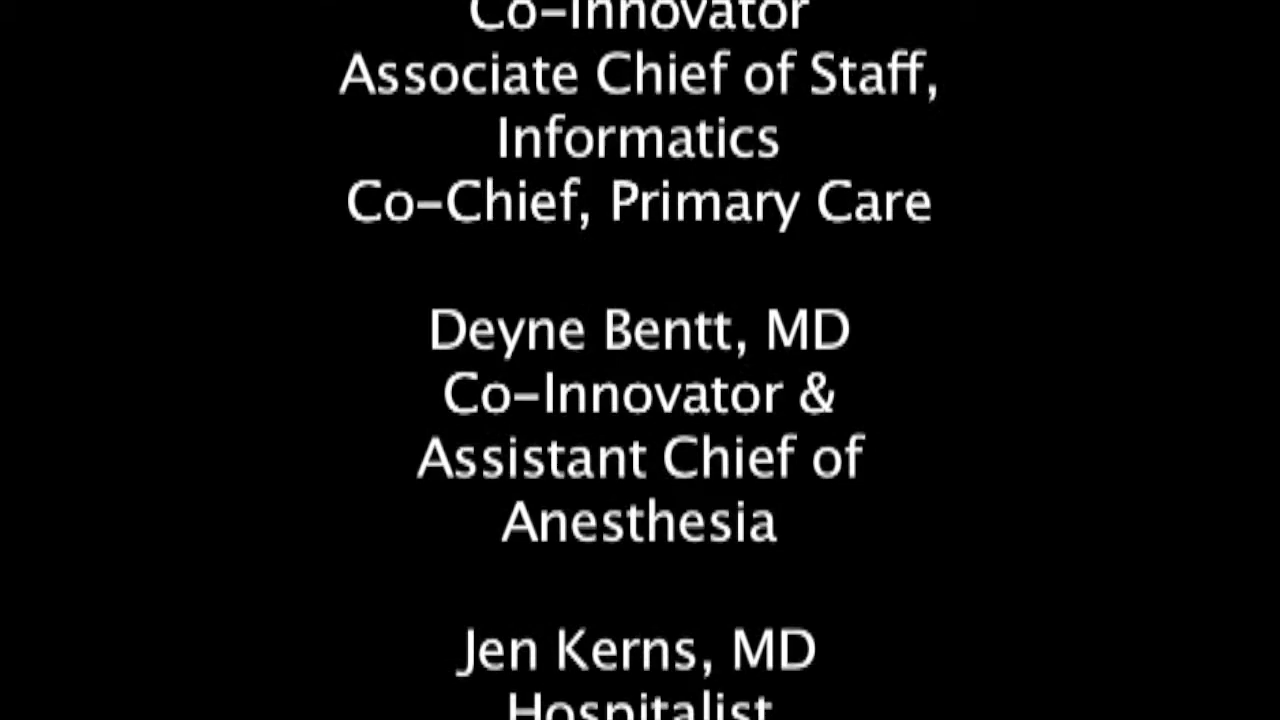 Co-Innovator
Associate Chief of Staff,
Informatics
Co-Chief, Primary Care
Deyne Bentt, MD
Co-Innovator &
Assistant Chief of
Anesthesia
Jen Kerns, MD
Hospitalist